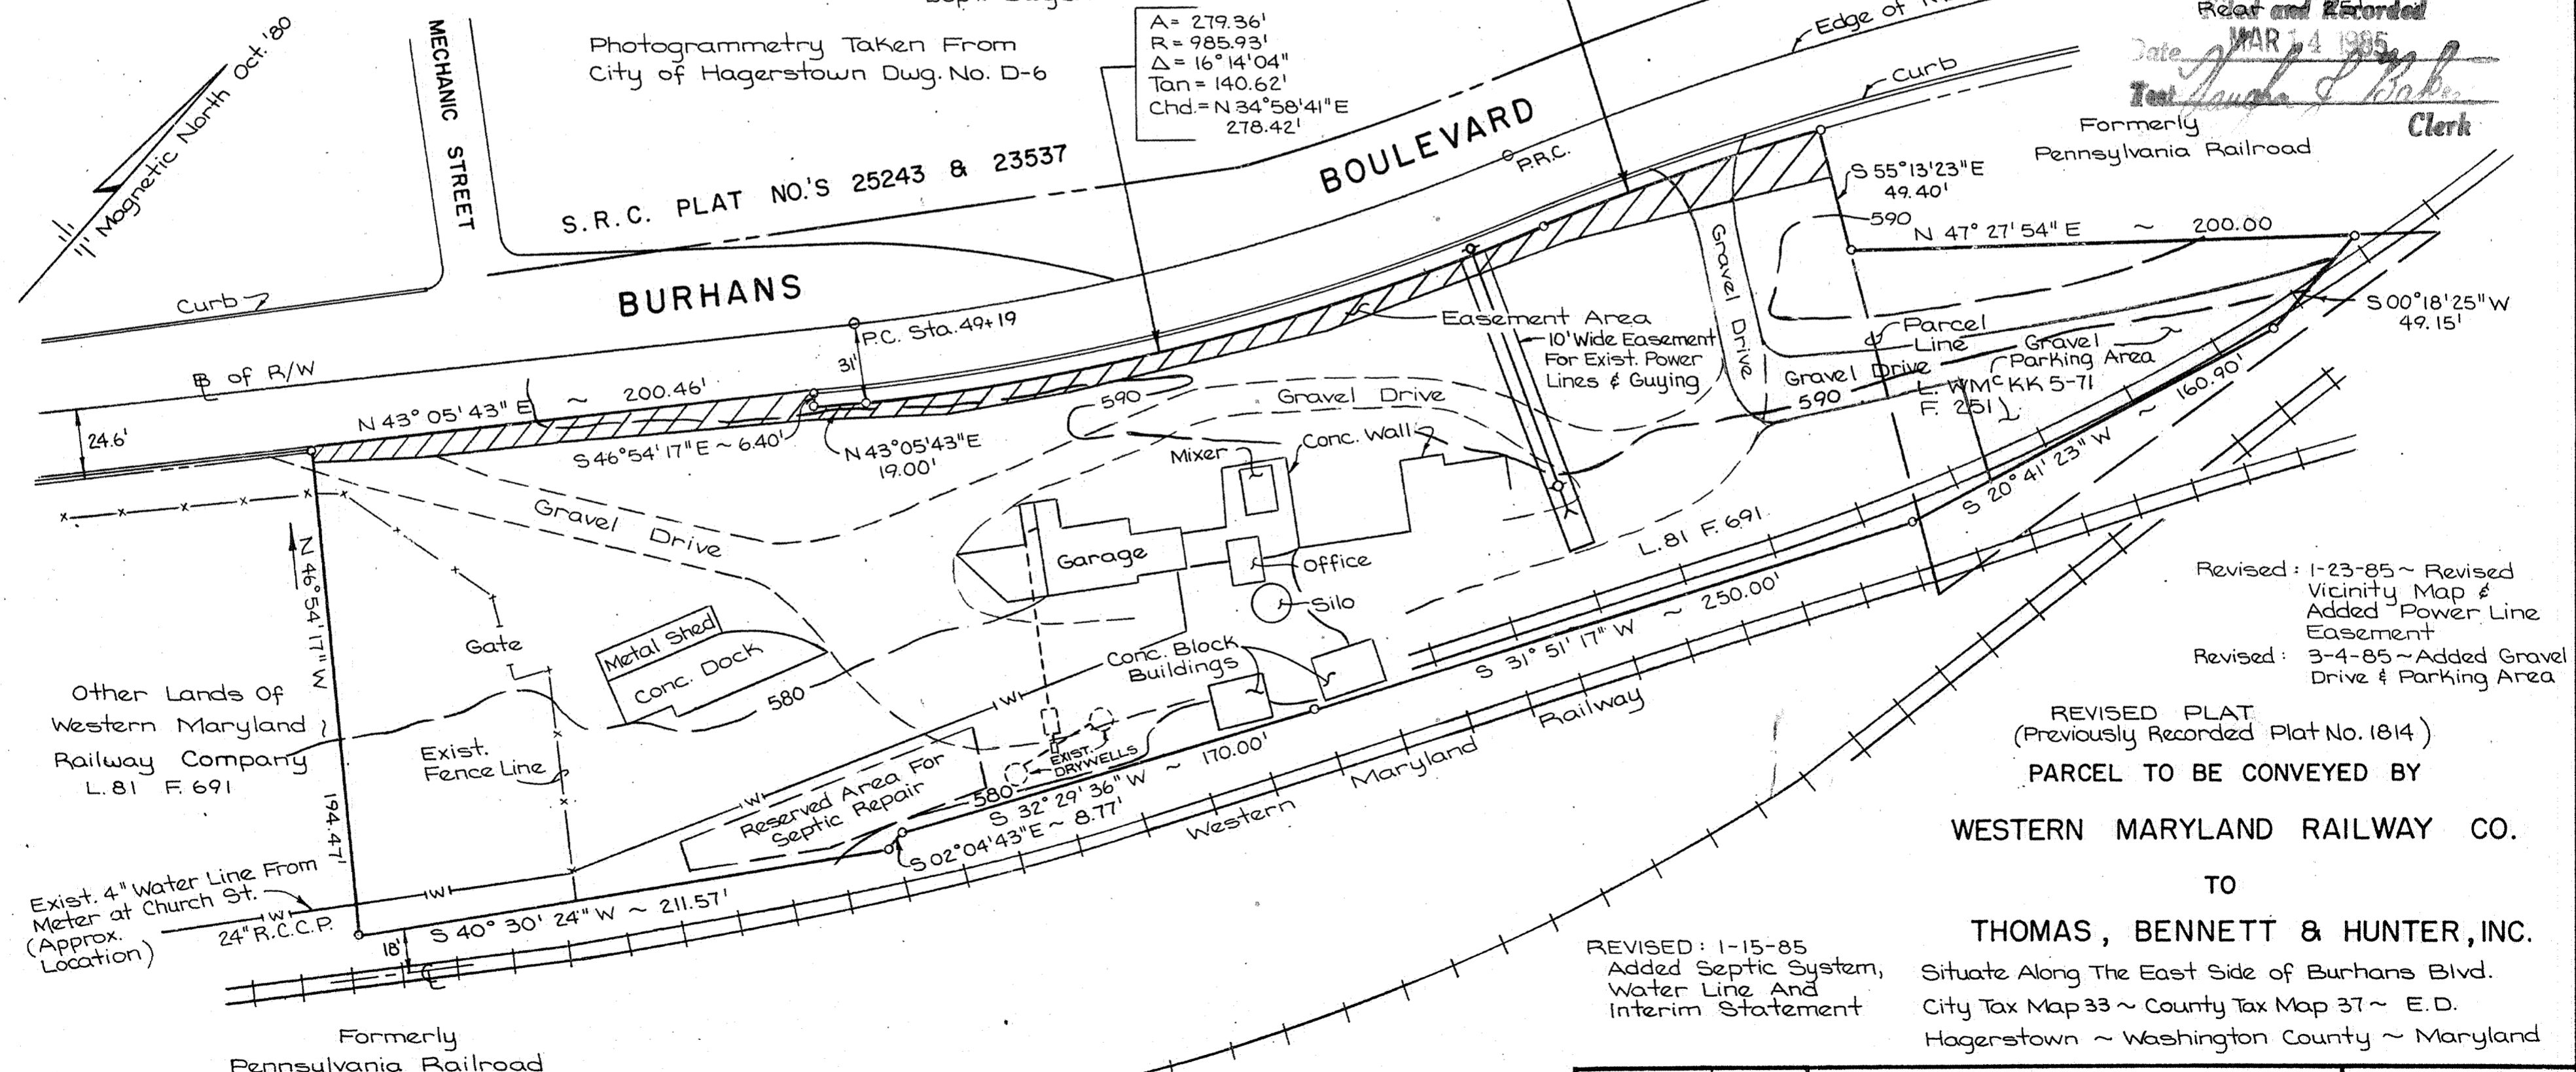 Magnetic North Oct. '80
MECHANIC STREET
Photogrammetry Taken From
City of Hagerstown Dwg. No. D-6
A= 279.36'
R= 985.93'
Δ= 16°14'04"
Tan= 140.62'
Chd.= N 34°58'41"E
278.42'
Edge of
Curb
and Recorded
Date MAR 14 1985
Test
Baker
Clerk
Formerly
Pennsylvania Railroad
S.R.C. PLAT NO.'S 25243 & 23537
BURHANS
BOULEVARD
P.R.C.
S 55°13'23"E
49.40'
590
N 47° 27' 54" E ~ 200.00
Curb
P.C. Sta. 49+19
31'
B of R/W
24.6'
N 43° 05' 43" E ~ 200.46'
S 46°54'17"E ~ 6.40'
N 43°05'43"E
19.00'
590
Gravel Drive
Gravel Drive
Easement Area
10' Wide Easement
For Exist. Power
Lines & Guying
Parcel
Line
Gravel
Parking Area
Gravel Drive
590
L. WMcKK 5-71
F. 251
S 00°18'25"W
49.15'
S 20° 41' 23" W ~ 160.90'
Mixer
Conc. Wall
Gravel Drive
Garage
Office
Silo
L. 81 F. 691
N 46° 54' 17" W
194.47'
Gate
Metal Shed
Conc. Dock
580
Conc. Block
Buildings
S 31° 51' 17" W ~ 250.00'
Other Lands Of
Western Maryland
Railway Company
L. 81 F. 691
Exist.
Fence Line
W
W
Reserved Area For
Septic Repair
EXIST.
DRYWELLS
580
S 32° 29' 36" W ~ 170.00'
S 02°04'43"E ~ 8.77'
Western Maryland Railway
Exist. 4" Water Line From
Meter at Church St.
(Approx.
Location)
W
W
24" R.C.C.P.
S 40° 30' 24" W ~ 211.57'
18'
Formerly
Pennsylvania Railroad
Revised: 1-23-85 ~ Revised
Vicinity Map &
Added Power Line
Easement
Revised: 3-4-85 ~ Added Gravel
Drive & Parking Area
REVISED PLAT
(Previously Recorded Plat No. 1814)
PARCEL TO BE CONVEYED BY
WESTERN MARYLAND RAILWAY CO.
TO
THOMAS, BENNETT & HUNTER, INC.
Situate Along The East Side of Burhans Blvd.
City Tax Map 33 ~ County Tax Map 37 ~ E.D.
Hagerstown ~ Washington County ~ Maryland
REVISED: 1-15-85
Added Septic System,
Water Line And
Interim Statement